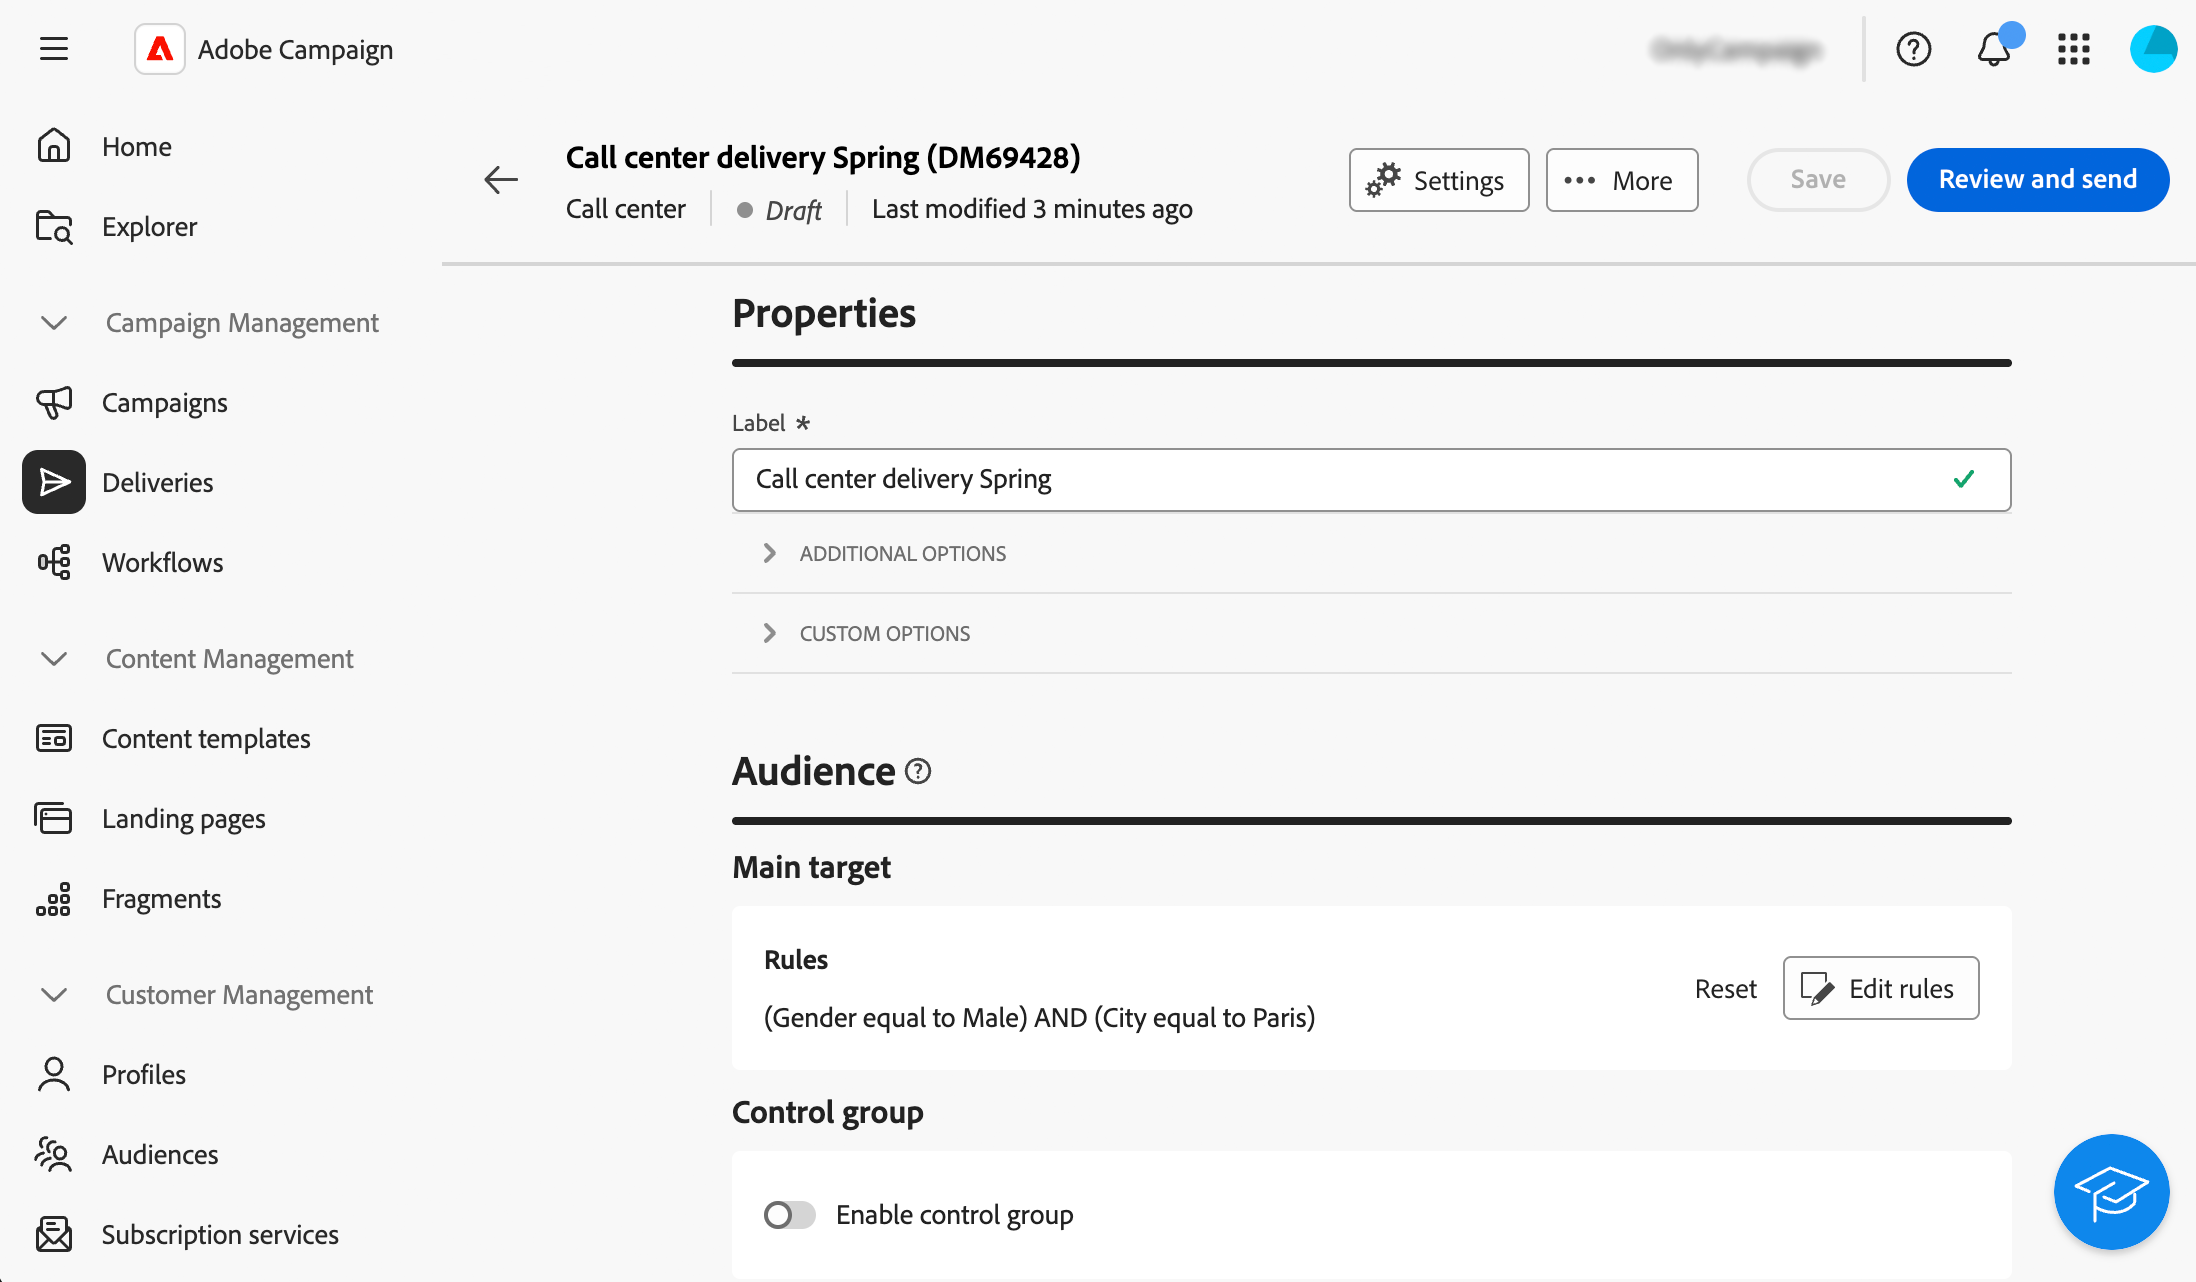 Adobe Campaign
Home
Explorer
Campaign Management
Campaigns
Deliveries
Workflows
Content Management
Content templates
Landing pages
Fragments
Customer Management
Profiles
Audiences
Subscription services
Call center delivery Spring (DM69428)
Call center
Draft
Last modified 3 minutes ago
Settings
More
Save
Review and send
Properties
Label *
Call center delivery Spring
ADDITIONAL OPTIONS
CUSTOM OPTIONS
Audience
Main target
Rules
(Gender equal to Male) AND (City equal to Paris)
Reset
Edit rules
Control group
Enable control group